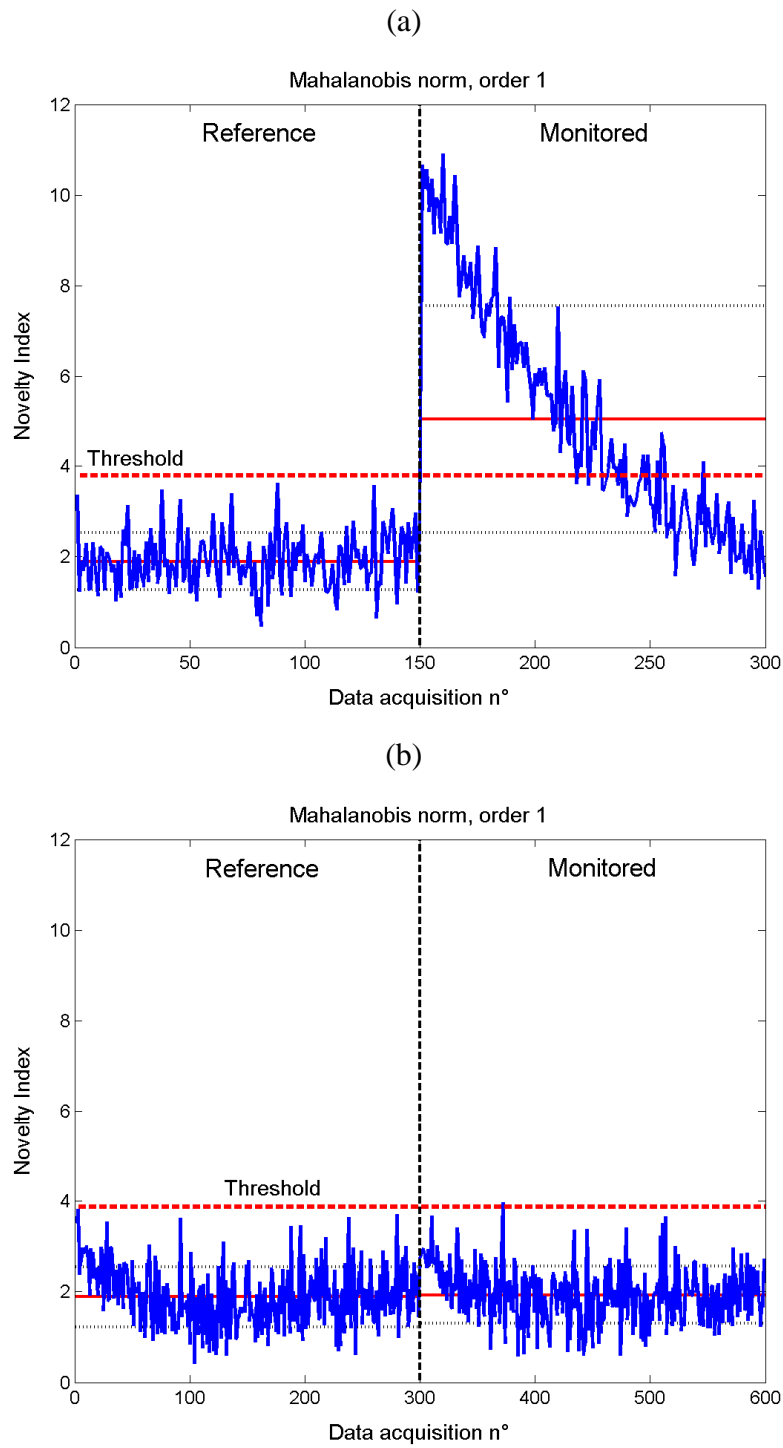 (a)
Mahalanobis norm, order 1
12
10
8
6
4
2
0
Novelty Index
Reference
Monitored
Threshold
0 50 100 150 200 250 300
Data acquisition n°
(b)
Mahalanobis norm, order 1
12
10
8
6
4
2
0
Novelty Index
Reference
Monitored
Threshold
0 100 200 300 400 500 600
Data acquisition n°